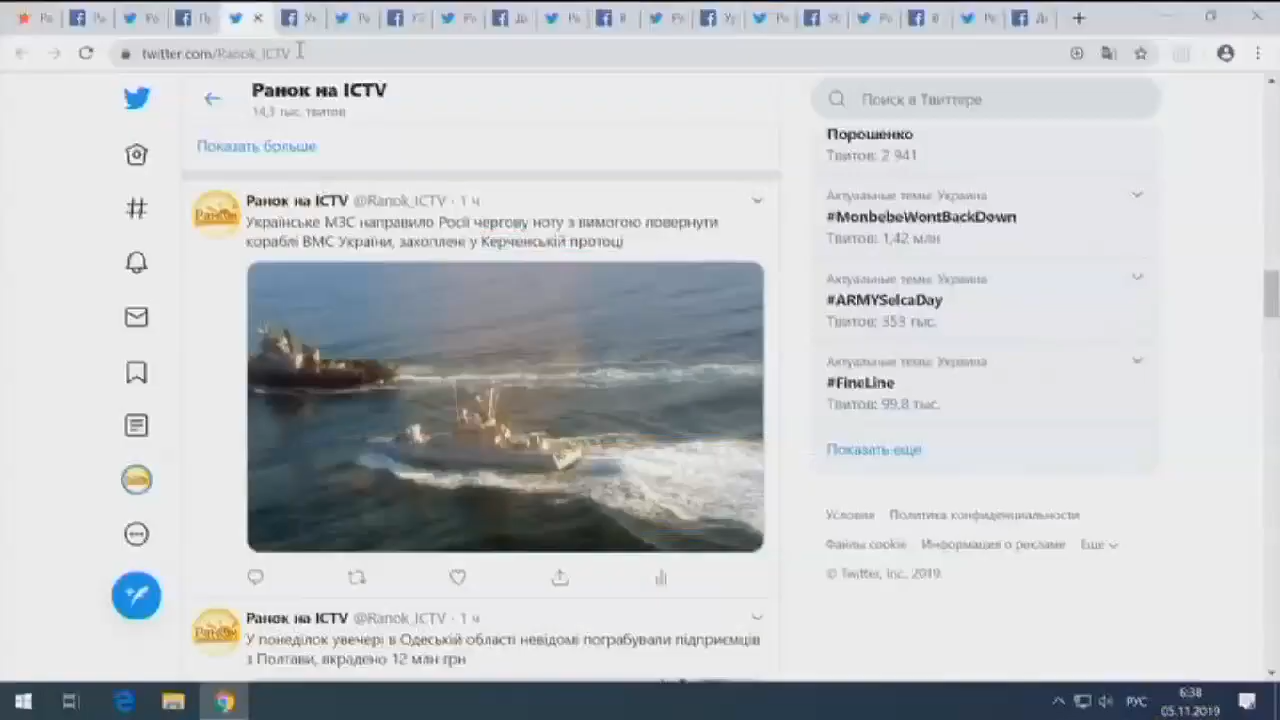 twitter.com/Ranok_ICTV
Ранок на ICTV
14,3 тыс. твитов
Показать больше
Ранок на ICTV @Ranok_ICTV · 1 ч
Українське МЗС направило Росії чергову ноту з вимогою повернути
кораблі ВМС України, захоплені у Керченській протоці
Ранок на ICTV @Ranok_ICTV · 1 ч
У понеділок увечері в Одеській області невідомі пограбували підприємців
з Полтави, вкрадено 12 млн грн
Поиск в Твиттере
Порошенко
Твитов: 2 941
Актуальные темы: Украина
#MonbebeWontBackDown
Твитов: 1,42 млн
Актуальные темы: Украина
#ARMYSelcaDay
Твитов: 353 тыс.
Актуальные темы: Украина
#FineLine
Твитов: 99,8 тыс.
Показать еще
Условия Политика конфиденциальности
Файлы cookie Информация о рекламе Еще
© Twitter, Inc., 2019.
РУС
6:38
05.11.2019